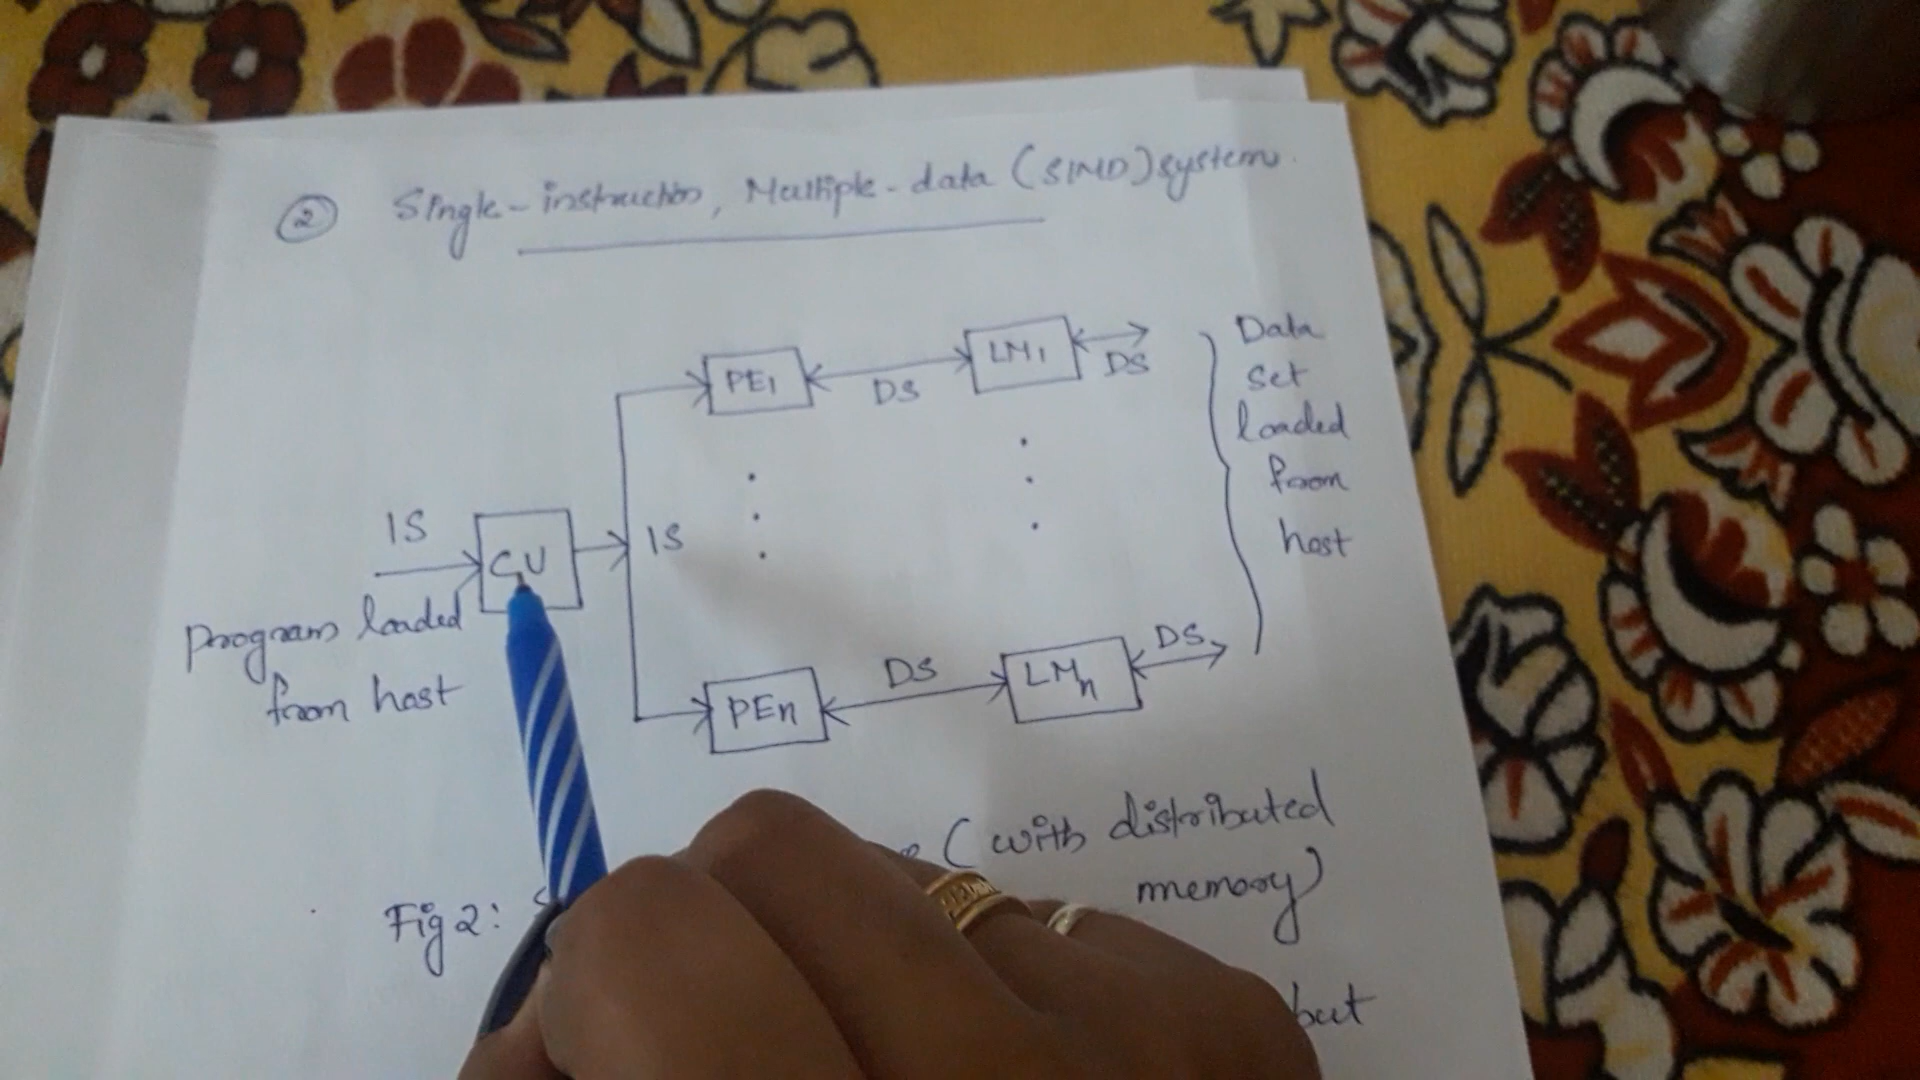 ② Single-instruction, Multiple-data (SIMD) system.
PE1
DS
LM1
DS
Data
set
loaded
from
host
IS
CU
IS
Program loaded
from host
PEn
DS
LMn
DS
Fig 2:
(with distributed
memory)
but